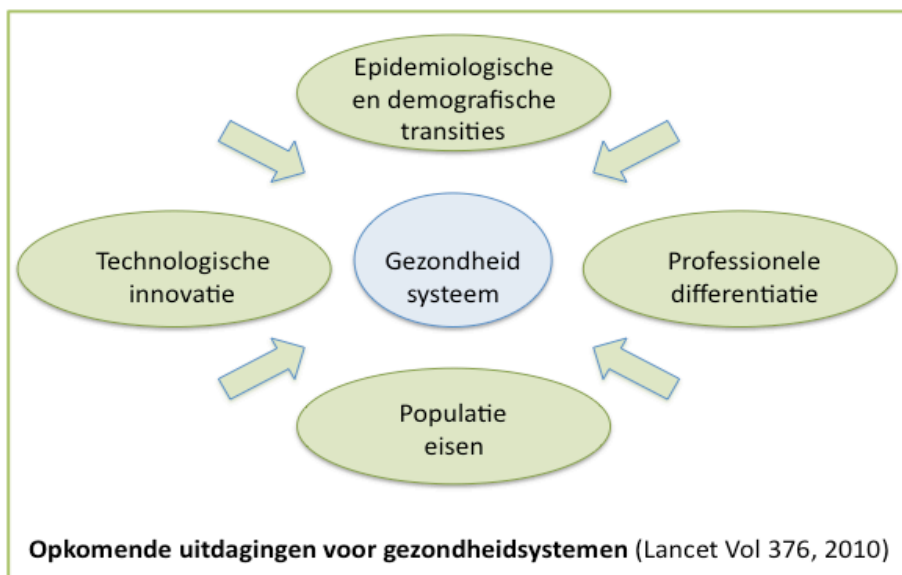 Epidemiologische
en demografische
transities
Technologische
innovatie
Gezondheid
systeem
Professionele
differentiatie
Populatie
eisen
Opkomende uitdagingen voor gezondheidsystemen (Lancet Vol 376, 2010)